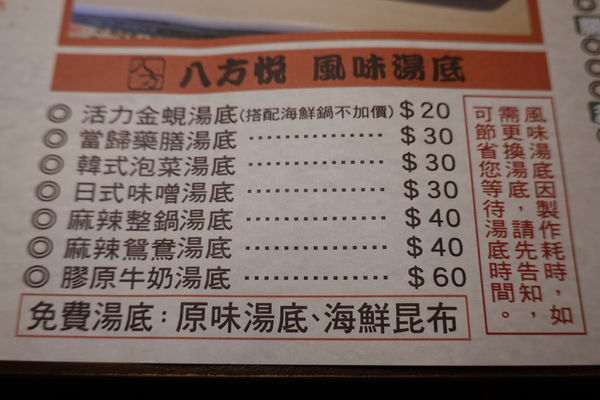 八方悦 風味湯底
◎ 活力金蜆湯底(搭配海鮮鍋不加價) $20
◎ 當歸藥膳湯底 ················ $30
◎ 韓式泡菜湯底 ················ $30
◎ 日式味噌湯底 ················ $30
◎ 麻辣整鍋湯底 ················ $40
◎ 麻辣鴛鴦湯底 ················ $40
◎ 膠原牛奶湯底 ················ $60
免費湯底：原味湯底、海鮮昆布
風味湯底因製作耗時，如
需更換湯底，請先告知，
可節省您等待湯底時間。